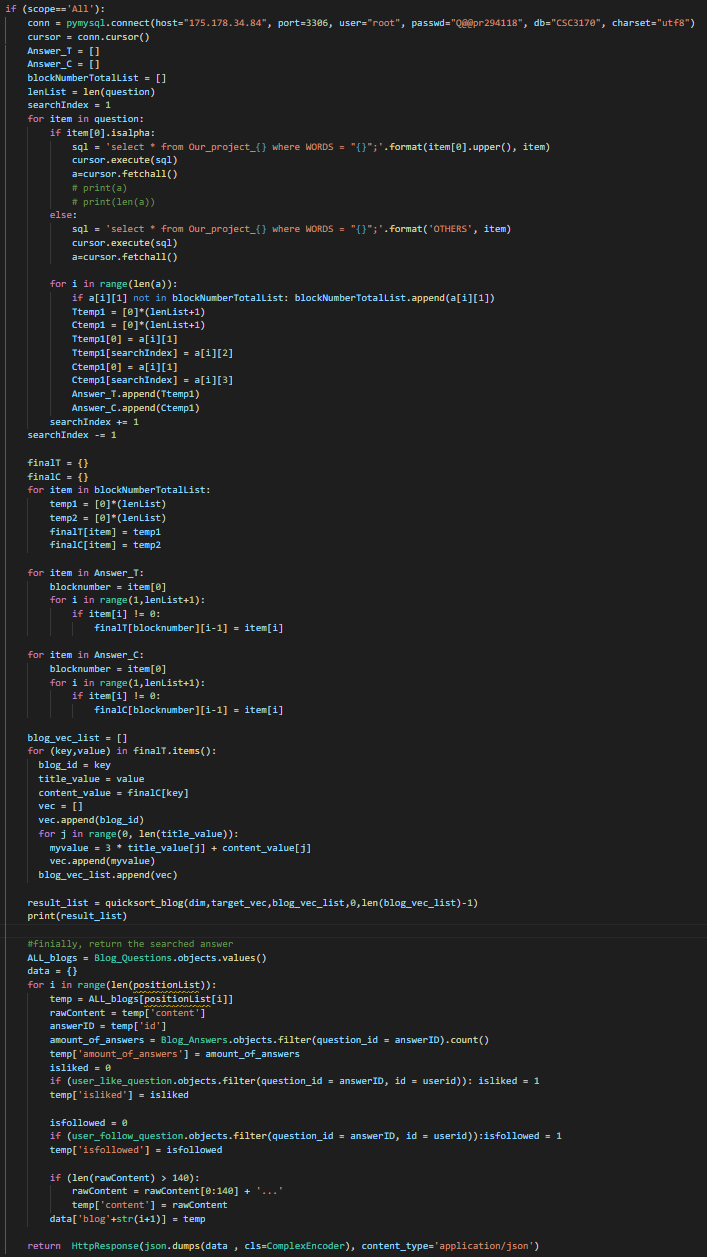 if (scope=='All'):
    conn = pymysql.connect(host="175.178.34.84", port=3306, user="root", passwd="Q@@pr294118", db="CSC3170", charset="utf8")
    cursor = conn.cursor()
    Answer_T = []
    Answer_C = []
    blockNumberTotalList = []
    lenList = len(question)
    searchIndex = 1
    for item in question:
        if item[0].isalpha:
            sql = 'select * from Our_project_{} where WORDS = "{}";'.format(item[0].upper(), item)
            cursor.execute(sql)
            a=cursor.fetchall()
            # print(a)
            # print(len(a))
        else:
            sql = 'select * from Our_project_{} where WORDS = "{}";'.format('OTHERS', item)
            cursor.execute(sql)
            a=cursor.fetchall()
        for i in range(len(a)):
            if a[i][1] not in blockNumberTotalList: blockNumberTotalList.append(a[i][1])
            Ttemp1 = [0]*(lenList+1)
            Ctemp1 = [0]*(lenList+1)
            Ttemp1[0] = a[i][1]
            Ttemp1[searchIndex] = a[i][2]
            Ctemp1[0] = a[i][1]
            Ctemp1[searchIndex] = a[i][3]
            Answer_T.append(Ttemp1)
            Answer_C.append(Ctemp1)
        searchIndex += 1
    searchIndex -= 1
    finalT = {}
    finalC = {}
    for item in blockNumberTotalList:
        temp1 = [0]*(lenList)
        temp2 = [0]*(lenList)
        finalT[item] = temp1
        finalC[item] = temp2
    for item in Answer_T:
        blocknumber = item[0]
        for i in range(1,lenList+1):
            if item[i] != 0:
                finalT[blocknumber][i-1] = item[i]
    for item in Answer_C:
        blocknumber = item[0]
        for i in range(1,lenList+1):
            if item[i] != 0:
                finalC[blocknumber][i-1] = item[i]
    blog_vec_list = []
    for (key,value) in finalT.items():
      blog_id = key
      title_value = value
      content_value = finalC[key]
      vec = []
      vec.append(blog_id)
      for j in range(0, len(title_value)):
        myvalue = 3 * title_value[j] + content_value[j]
        vec.append(myvalue)
      blog_vec_list.append(vec)
    result_list = quicksort_blog(dim,target_vec,blog_vec_list,0,len(blog_vec_list)-1)
    print(result_list)
    #finially, return the searched answer
    ALL_blogs = Blog_Questions.objects.values()
    data = {}
    for i in range(len(positionList)):
        temp = ALL_blogs[positionList[i]]
        rawContent = temp['content']
        answerID = temp['id']
        amount_of_answers = Blog_Answers.objects.filter(question_id = answerID).count()
        temp['amount_of_answers'] = amount_of_answers
        isliked = 0
        if (user_like_question.objects.filter(question_id = answerID, id = userid)): isliked = 1
        temp['isliked'] = isliked
        isfollowed = 0
        if (user_follow_question.objects.filter(question_id = answerID, id = userid)):isfollowed = 1
        temp['isfollowed'] = isfollowed
        if (len(rawContent) > 140):
            rawContent = rawContent[0:140] + '...'
            temp['content'] = rawContent
        data['blog'+str(i+1)] = temp
    return  HttpResponse(json.dumps(data , cls=ComplexEncoder), content_type='application/json')